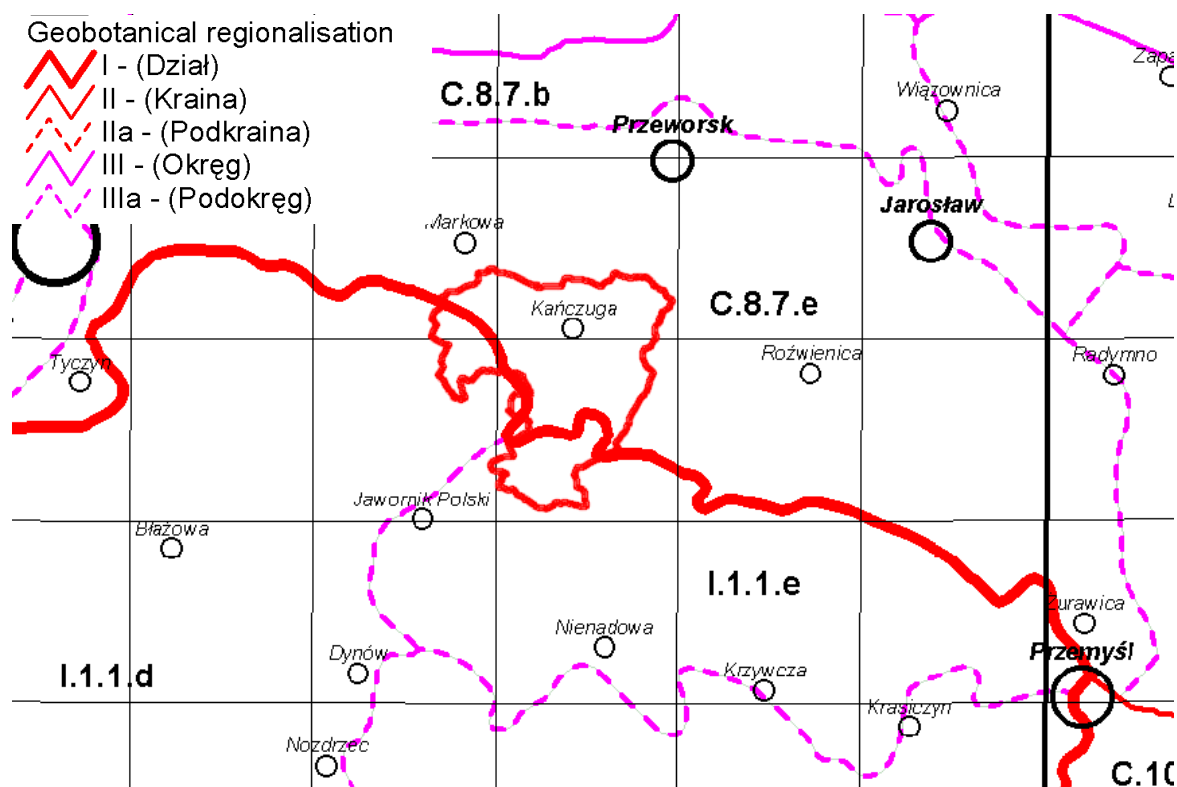 Geobotanical regionalisation
I - (Dział)
II - (Kraina)
IIa - (Podkraina)
III - (Okręg)
IIIa - (Podokręg)
C.8.7.b
Przeworsk
Wiązownica
Jarosław
Markowa
Kańczuga
C.8.7.e
Roźwienica
Radymno
Tyczyn
Jawornik Polski
Błażowa
I.1.1.e
Żurawica
Nienadowa
Dynów
Przemyśl
I.1.1.d
Krzywcza
Krasiczyn
Nozdrzec
C.10